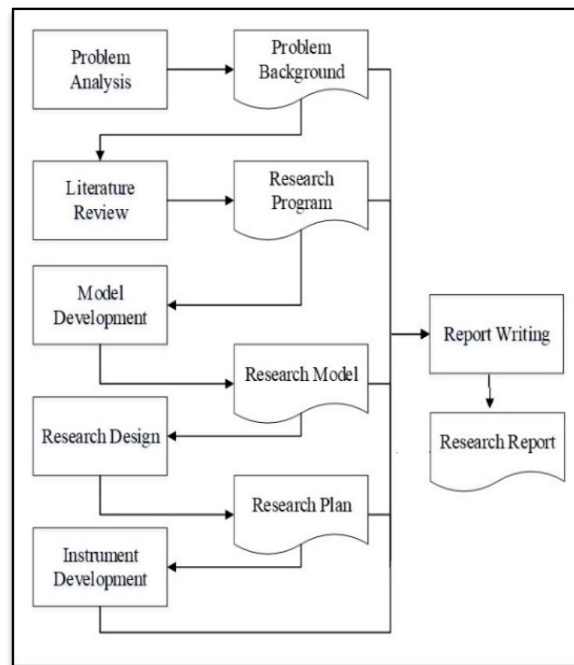 Problem
Analysis
Problem
Background
Literature
Review
Research
Program
Model
Development
Research Model
Research Design
Research Plan
Instrument
Development
Report Writing
Research Report